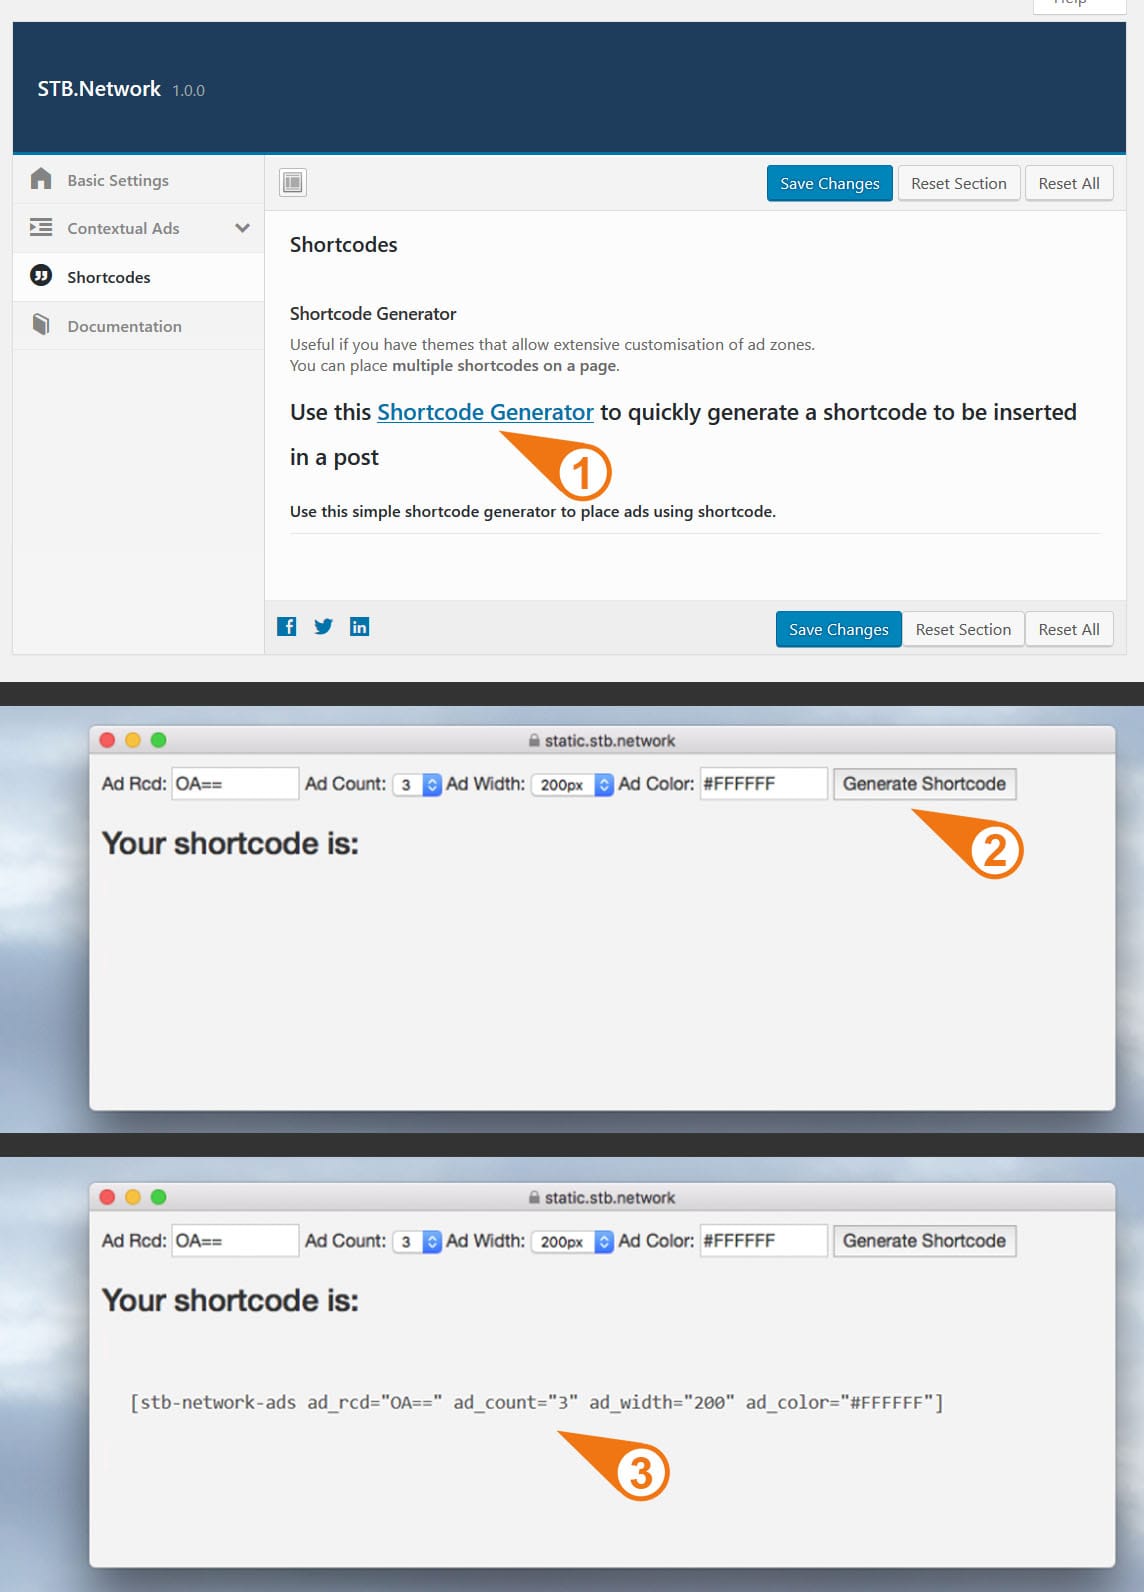 Help
STB.Network 1.0.0
Basic Settings
Save Changes Reset Section Reset All
Contextual Ads
Shortcodes
Documentation
Shortcodes
Shortcode Generator
Useful if you have themes that allow extensive customisation of ad zones.
You can place multiple shortcodes on a page.
Use this Shortcode Generator to quickly generate a shortcode to be inserted
in a post
1
Use this simple shortcode generator to place ads using shortcode.
Save Changes Reset Section Reset All
static.stb.network
Ad Rcd: OA== Ad Count: 3 Ad Width: 200px Ad Color: #FFFFFF Generate Shortcode
Your shortcode is:
2
static.stb.network
Ad Rcd: OA== Ad Count: 3 Ad Width: 200px Ad Color: #FFFFFF Generate Shortcode
Your shortcode is:
[stb-network-ads ad_rcd="OA==" ad_count="3" ad_width="200" ad_color="#FFFFFF"]
3